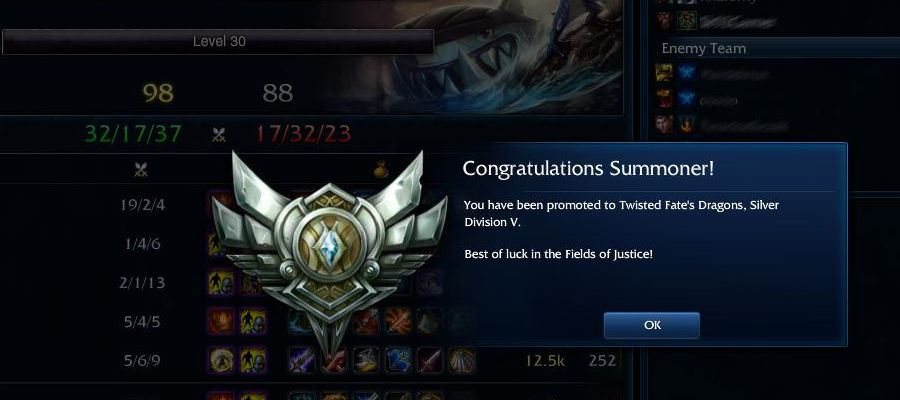 Level 30
Enemy Team
98 88
32/17/37 17/32/23
Congratulations Summoner!
You have been promoted to Twisted Fate's Dragons, Silver
Division V.
Best of luck in the Fields of Justice!
OK
19/2/4
1/4/6
2/1/13
5/4/5
5/6/9 12.5k 252